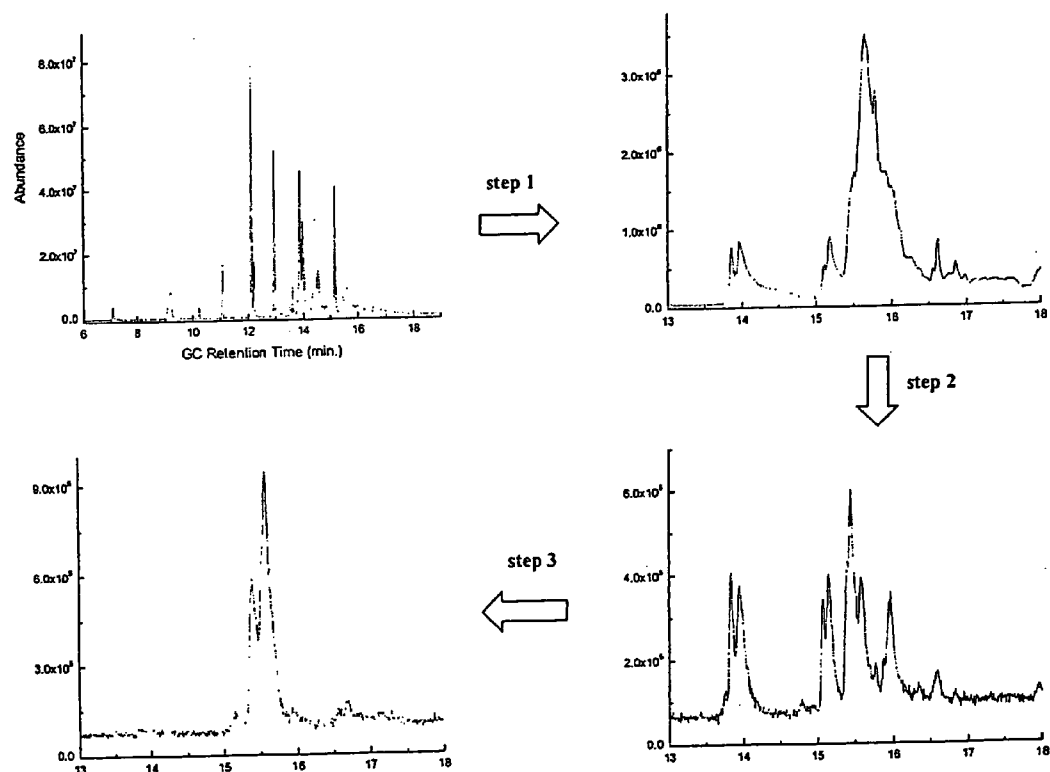 8.0x10⁷
6.0x10⁷
4.0x10⁷
2.0x10⁷
0.0
Abundance
6 8 10 12 14 16 18
GC Retention Time (min.)
step 1
3.0x10⁶
2.0x10⁶
1.0x10⁶
0.0
13 14 15 16 17 18
step 2
9.0x10⁵
6.0x10⁵
3.0x10⁵
0.0
13 14 15 16 17 18
step 3
6.0x10⁵
4.0x10⁵
2.0x10⁵
0.0
13 14 15 16 17 18